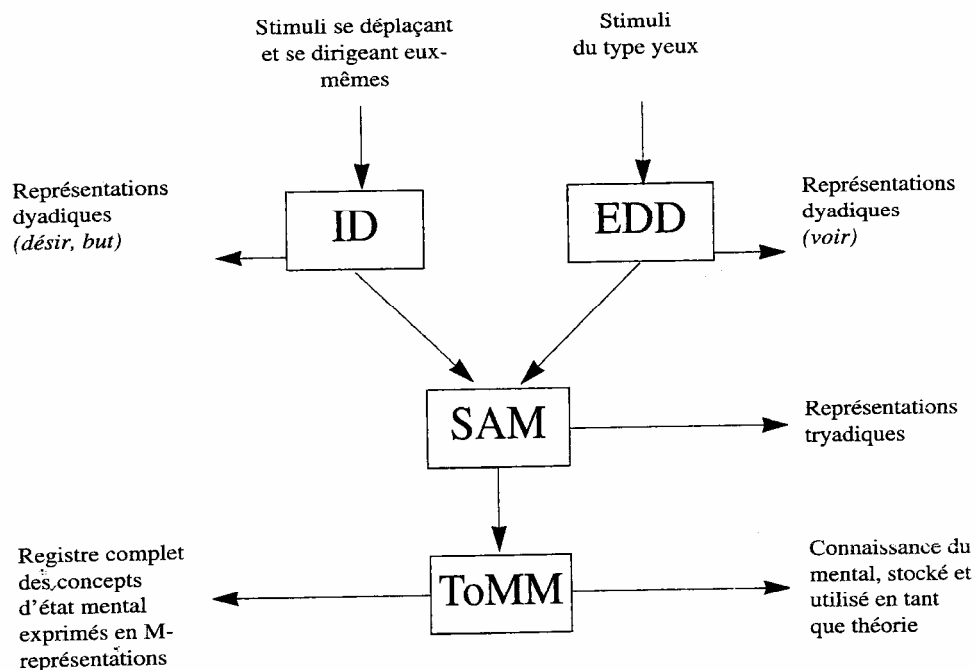 Stimuli se déplaçant
et se dirigeant eux-
mêmes
Stimuli
du type yeux
Représentations
dyadiques
(désir, but)
ID
EDD
Représentations
dyadiques
(voir)
SAM
Représentations
tryadiques
Registre complet
des concepts
d'état mental
exprimés en M-
représentations
ToMM
Connaissance du
mental, stocké et
utilisé en tant
que théorie